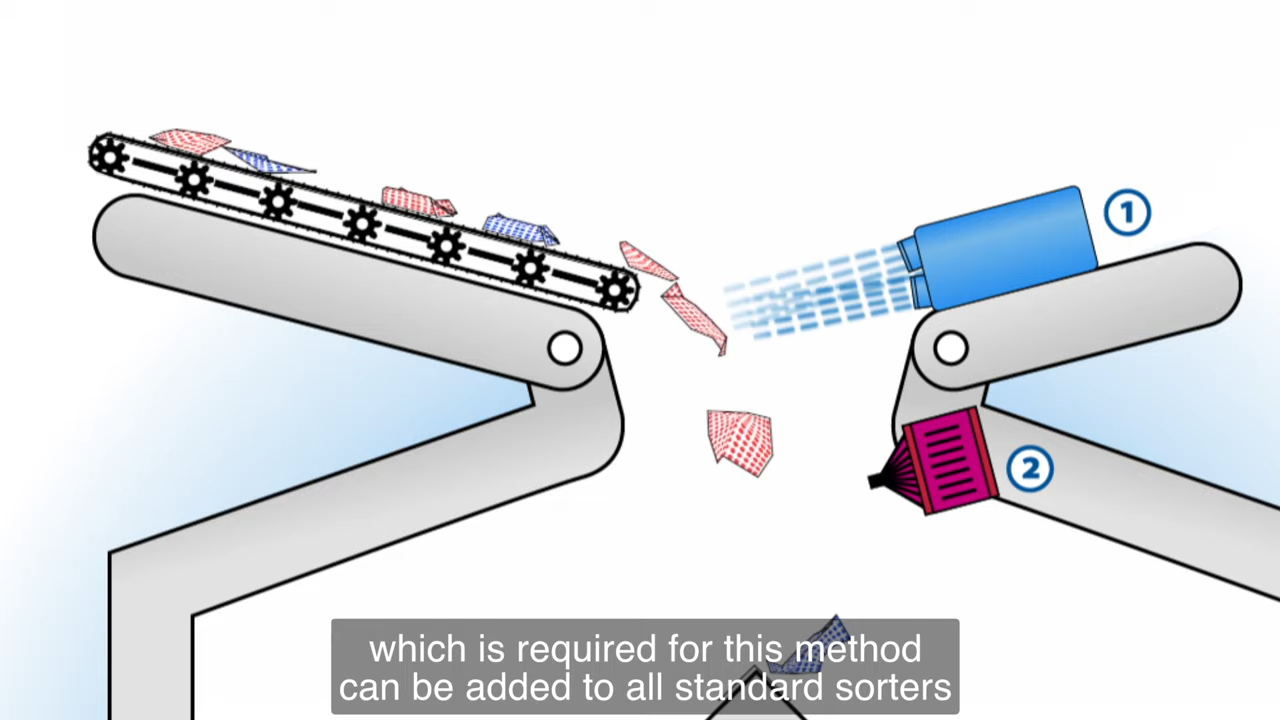 1
2
which is required for this method
can be added to all standard sorters